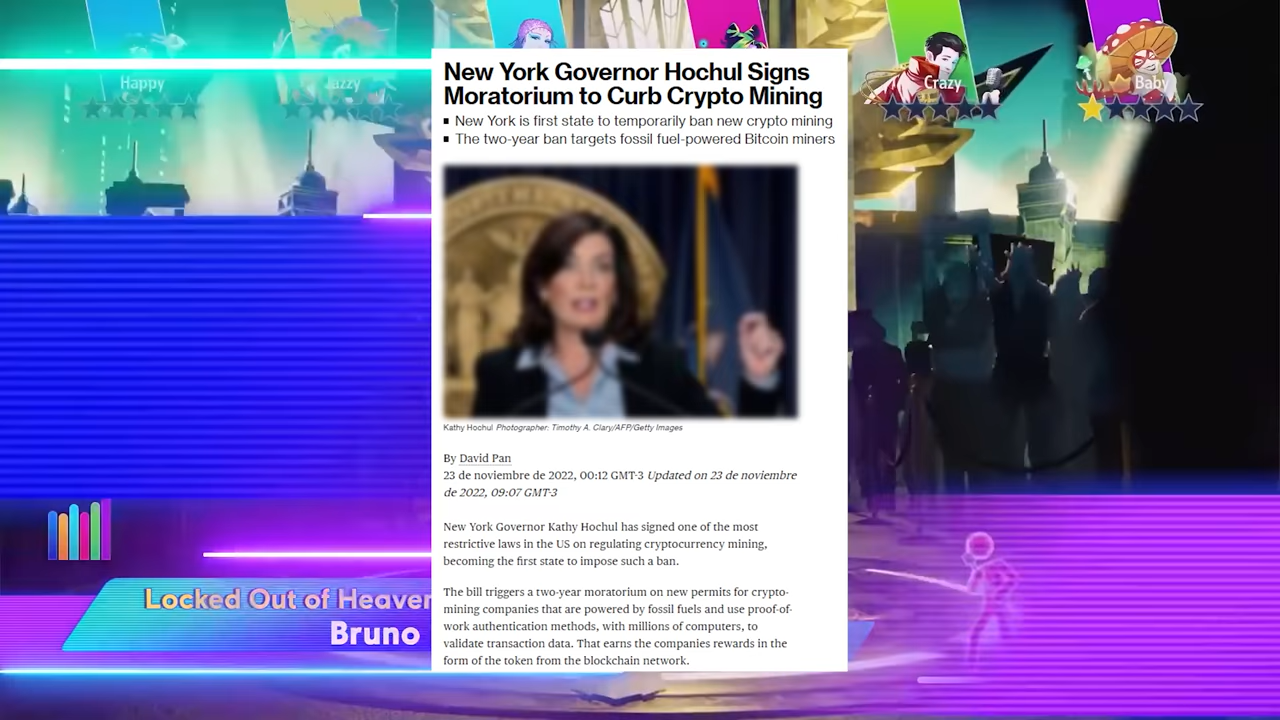 Happy
Jazzy
Crazy
Baby
New York Governor Hochul Signs
Moratorium to Curb Crypto Mining
New York is first state to temporarily ban new crypto mining
The two-year ban targets fossil fuel-powered Bitcoin miners
Kathy Hochul Photographer: Timothy A. Clary/AFP/Getty Images
By David Pan
23 de noviembre de 2022, 00:12 GMT-3 Updated on 23 de noviembre
de 2022, 09:07 GMT-3
New York Governor Kathy Hochul has signed one of the most
restrictive laws in the US on regulating cryptocurrency mining,
becoming the first state to impose such a ban.
The bill triggers a two-year moratorium on new permits for crypto-
mining companies that are powered by fossil fuels and use proof-of-
work authentication methods, with millions of computers, to
validate transaction data. That earns the companies rewards in the
form of the token from the blockchain network.
Locked Out of Heaven
Bruno